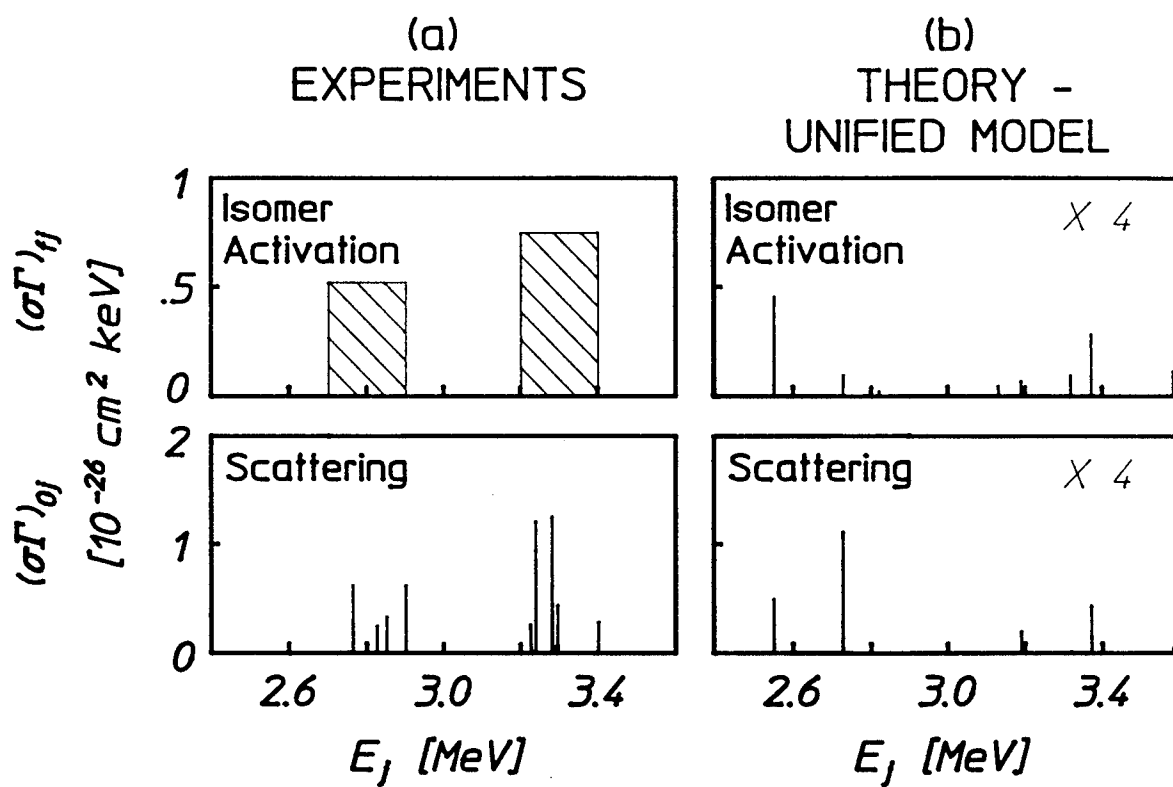 (a)
EXPERIMENTS
(b)
THEORY -
UNIFIED MODEL
(σΓ)fj
[10⁻²⁶ cm² keV]
(σΓ)0j
1
.5
0
Isomer
Activation
Isomer
Activation
X 4
2
1
0
Scattering
Scattering
X 4
2.6 3.0 3.4
2.6 3.0 3.4
Ej [MeV]
Ej [MeV]